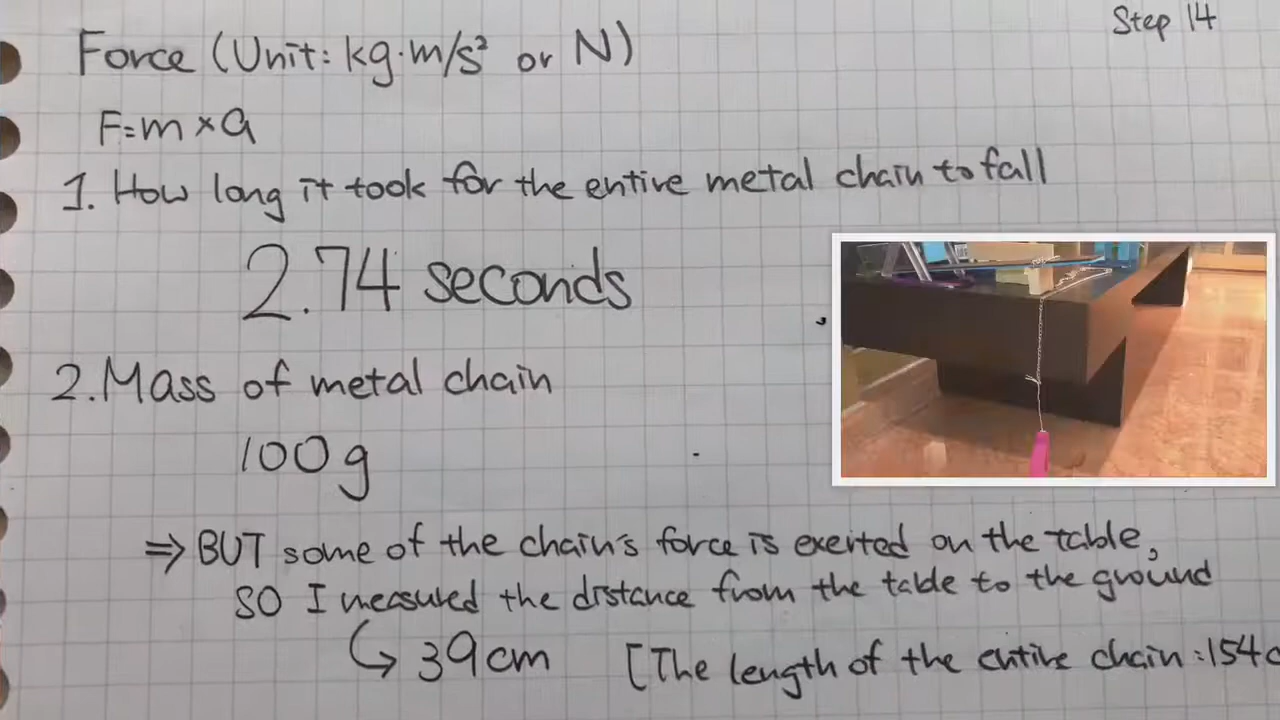 Step 14
Force (Unit: kg·m/s² or N)
F=m×a
1. How long it took for the entire metal chain to fall
2.74 seconds
2. Mass of metal chain
100g
⇒ BUT some of the chain's force is exerted on the table,
SO I measured the distance from the table to the ground
↳ 39cm [The length of the entire chain:154c